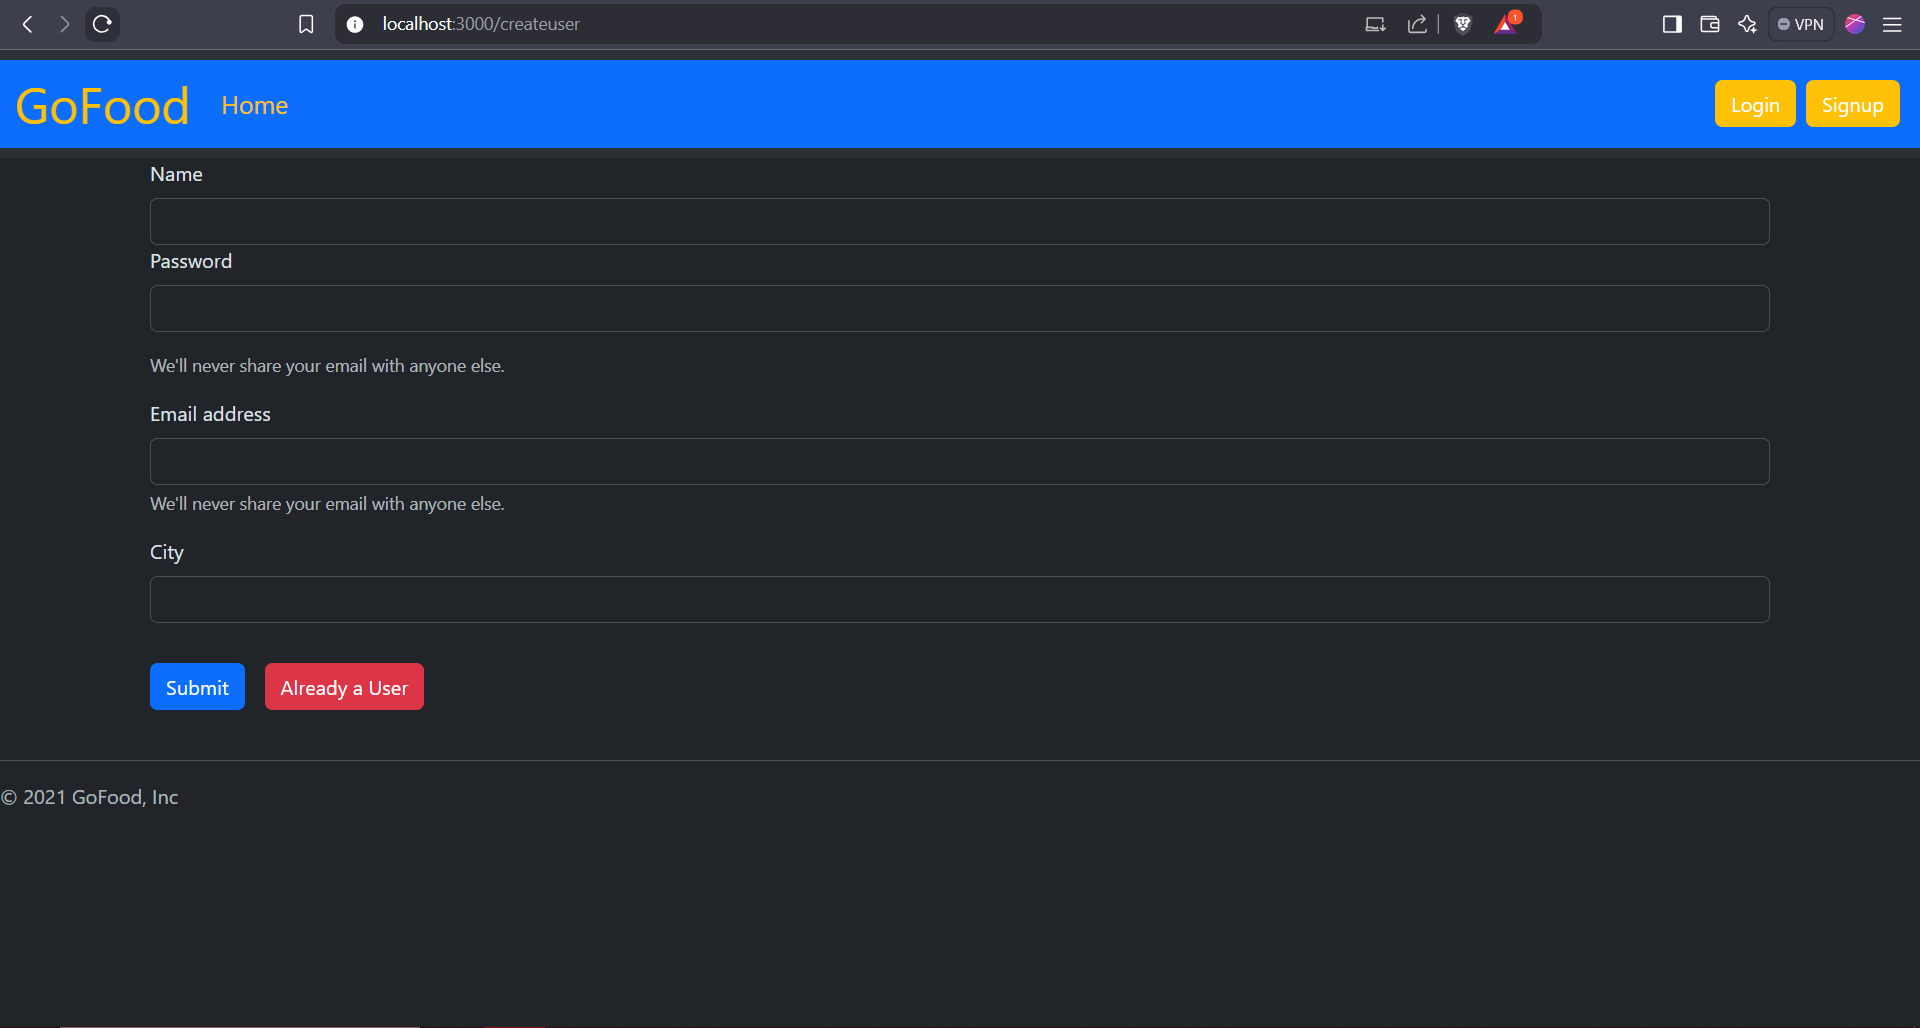 localhost:3000/createuser
1
VPN
GoFood Home Login Signup
Name
Password
We'll never share your email with anyone else.
Email address
We'll never share your email with anyone else.
City
Submit Already a User
© 2021 GoFood, Inc